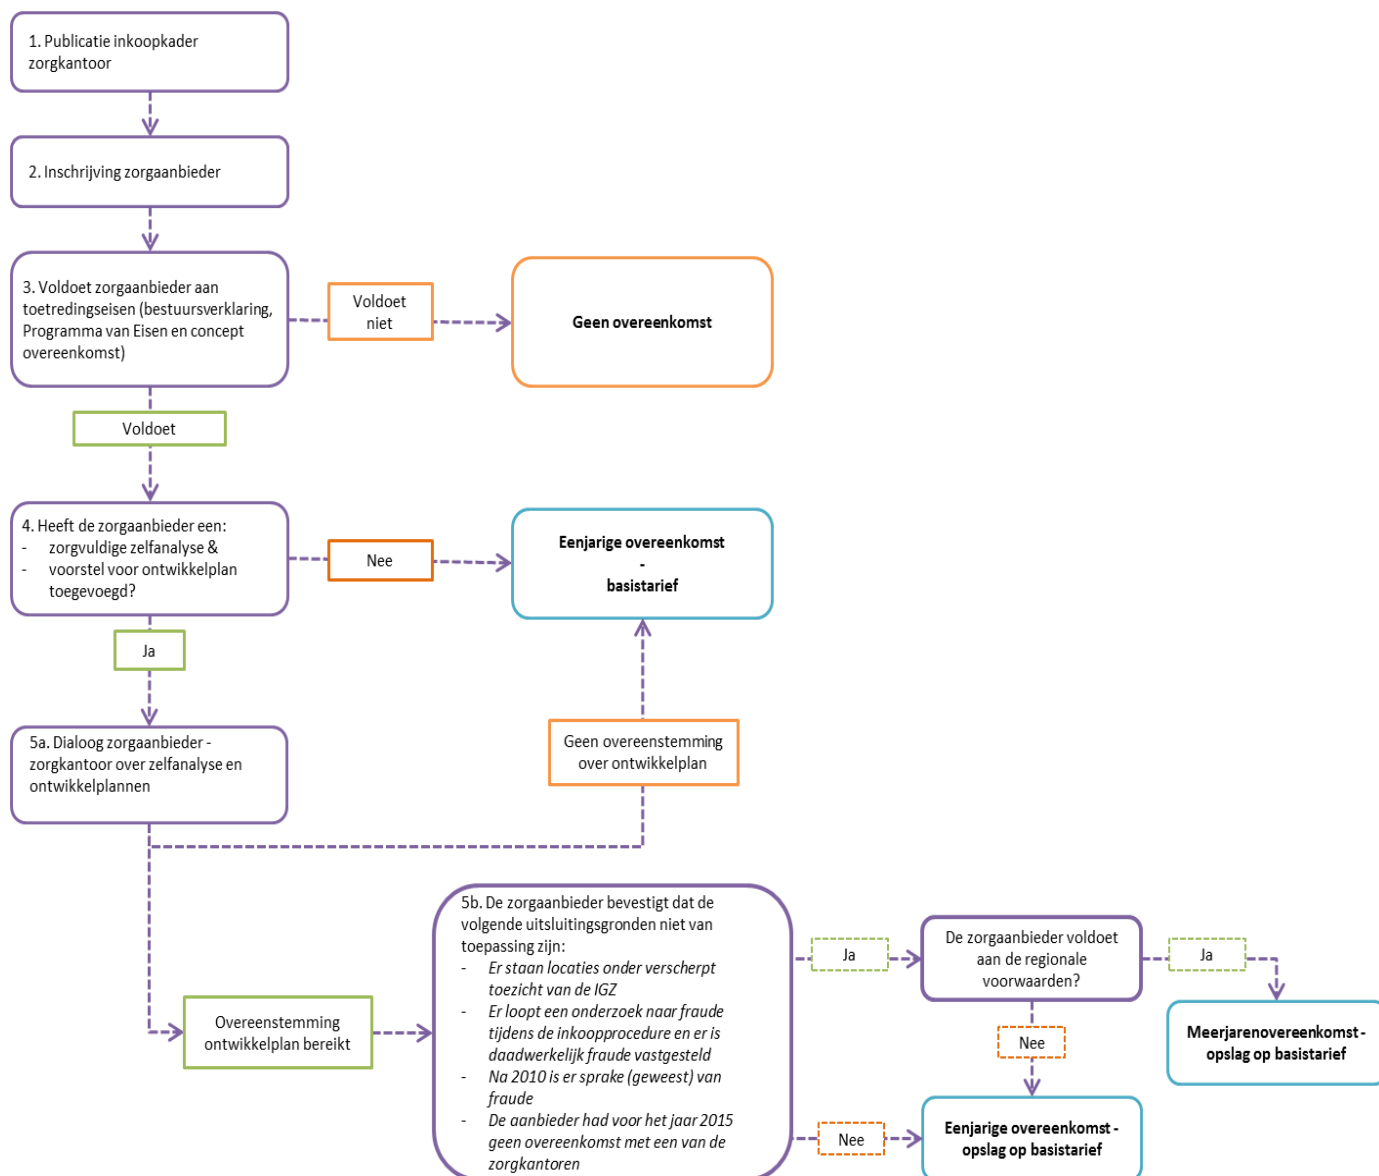 1. Publicatie inkoopkader
zorgkantoor
2. Inschrijving zorgaanbieder
3. Voldoet zorgaanbieder aan
toetredingseisen (bestuursverklaring,
Programma van Eisen en concept
overeenkomst)
Voldoet
niet
Geen overeenkomst
Voldoet
4. Heeft de zorgaanbieder een:
- zorgvuldige zelfanalyse &
- voorstel voor ontwikkelplan
toegevoegd?
Nee
Eenjarige overeenkomst
-
basistarief
Ja
5a. Dialoog zorgaanbieder -
zorgkantoor over zelfanalyse en
ontwikkelplannen
Geen overeenstemming
over ontwikkelplan
Overeenstemming
ontwikkelplan bereikt
5b. De zorgaanbieder bevestigt dat de
volgende uitsluitingsgronden niet van
toepassing zijn:
- Er staan locaties onder verscherpt
toezicht van de IGZ
- Er loopt een onderzoek naar fraude
tijdens de inkoopprocedure en er is
daadwerkelijk fraude vastgesteld
- Na 2010 is er sprake (geweest) van
fraude
- De aanbieder had voor het jaar 2015
geen overeenkomst met een van de
zorgkantoren
Ja
De zorgaanbieder voldoet
aan de regionale
voorwaarden?
Ja
Meerjarenovereenkomst -
opslag op basistarief
Nee
Nee
Eenjarige overeenkomst -
opslag op basistarief